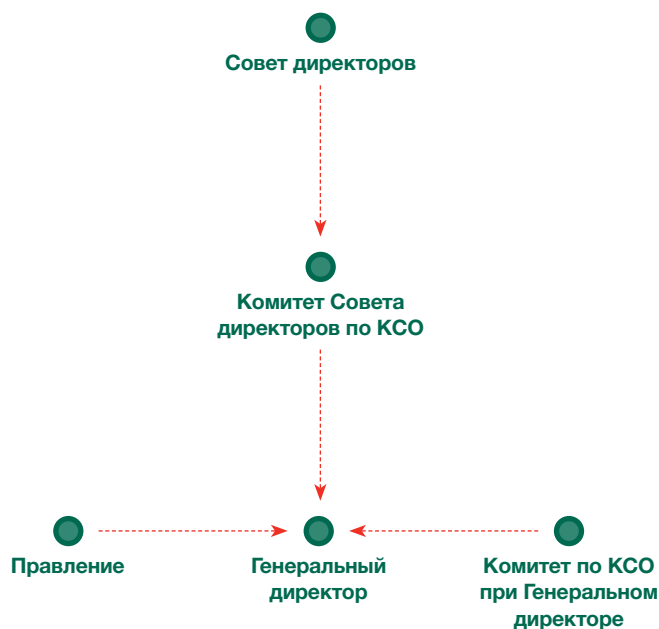 Совет директоров
Комитет Совета
директоров по КСО
Правление
Генеральный
директор
Комитет по КСО
при Генеральном
директоре